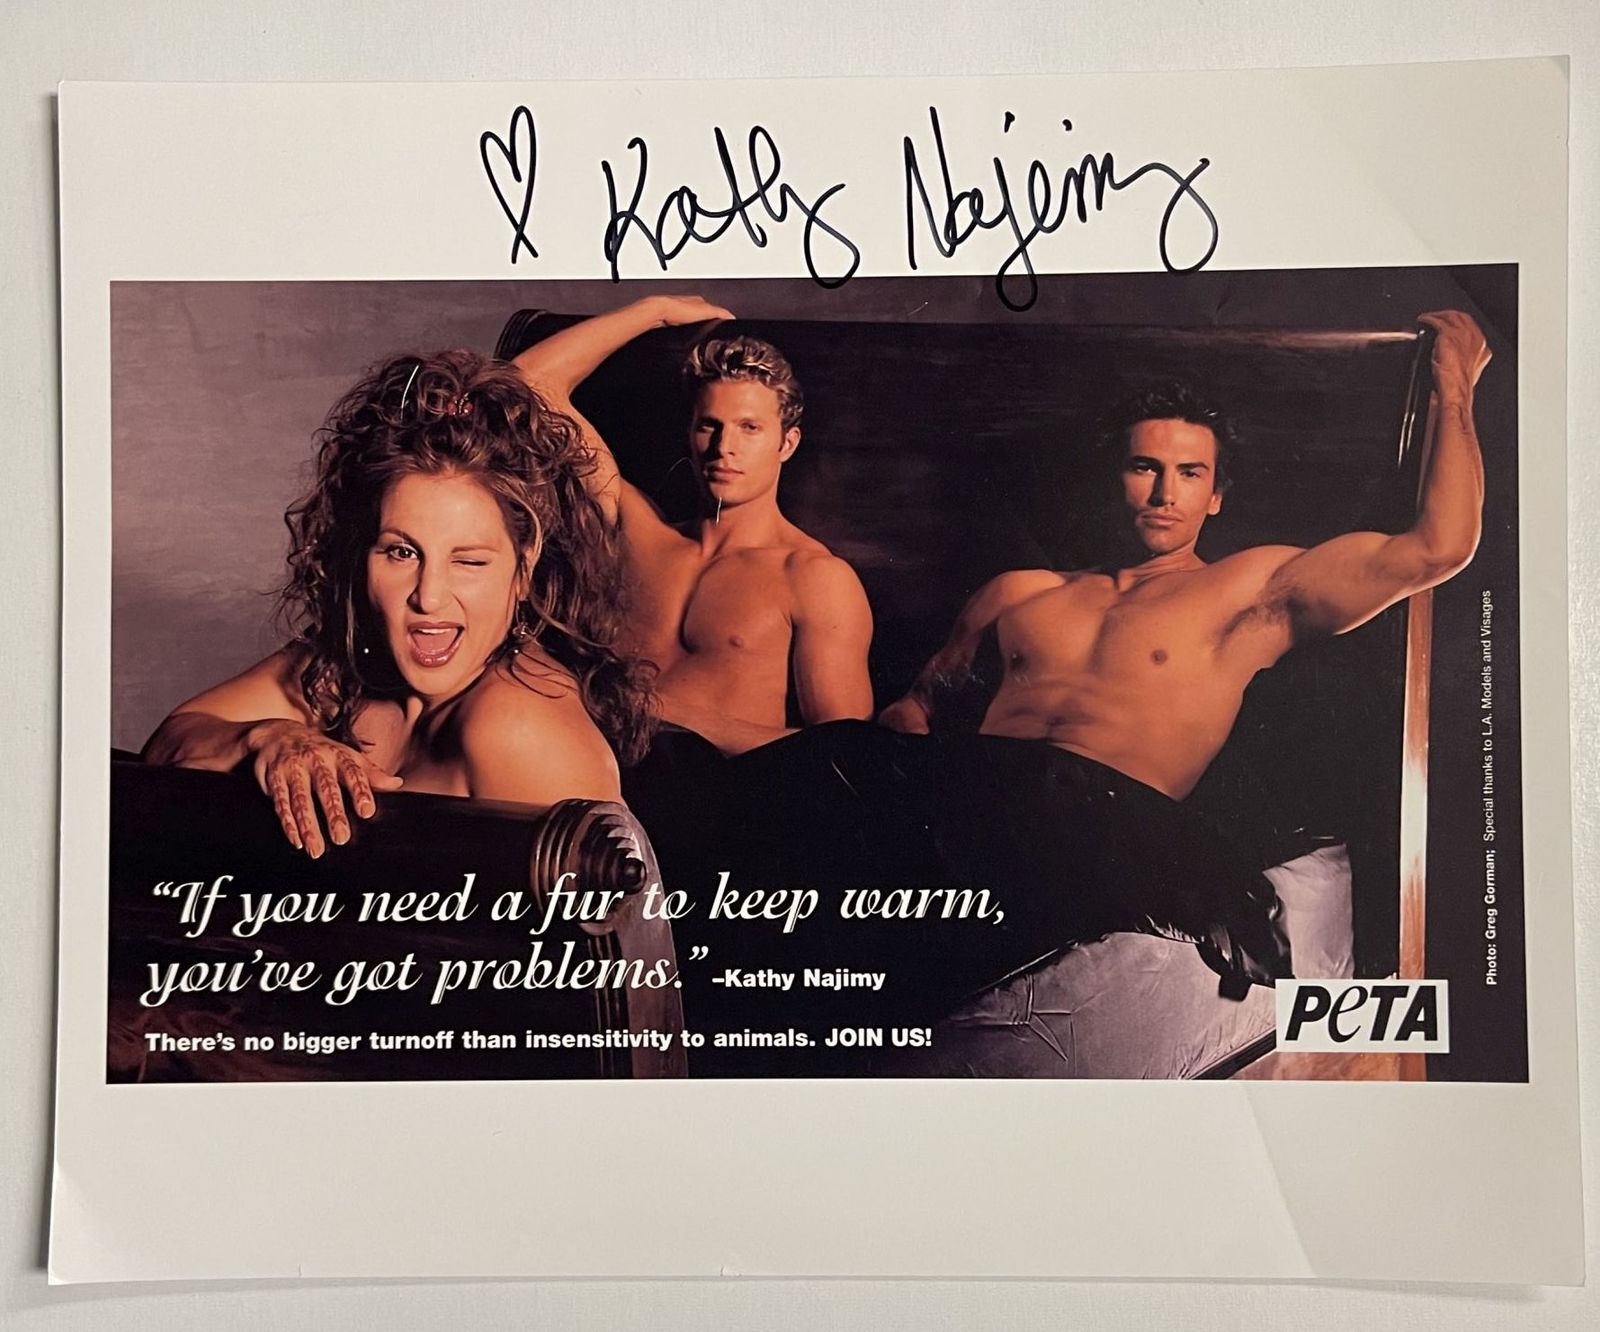 ♡ Kathy Najimy
“If you need a fur to keep warm,
you’ve got problems.” –Kathy Najimy
There’s no bigger turnoff than insensitivity to animals. JOIN US!
PeTA
Photo: Greg Gorman; Special thanks to L.A. Models and Visages